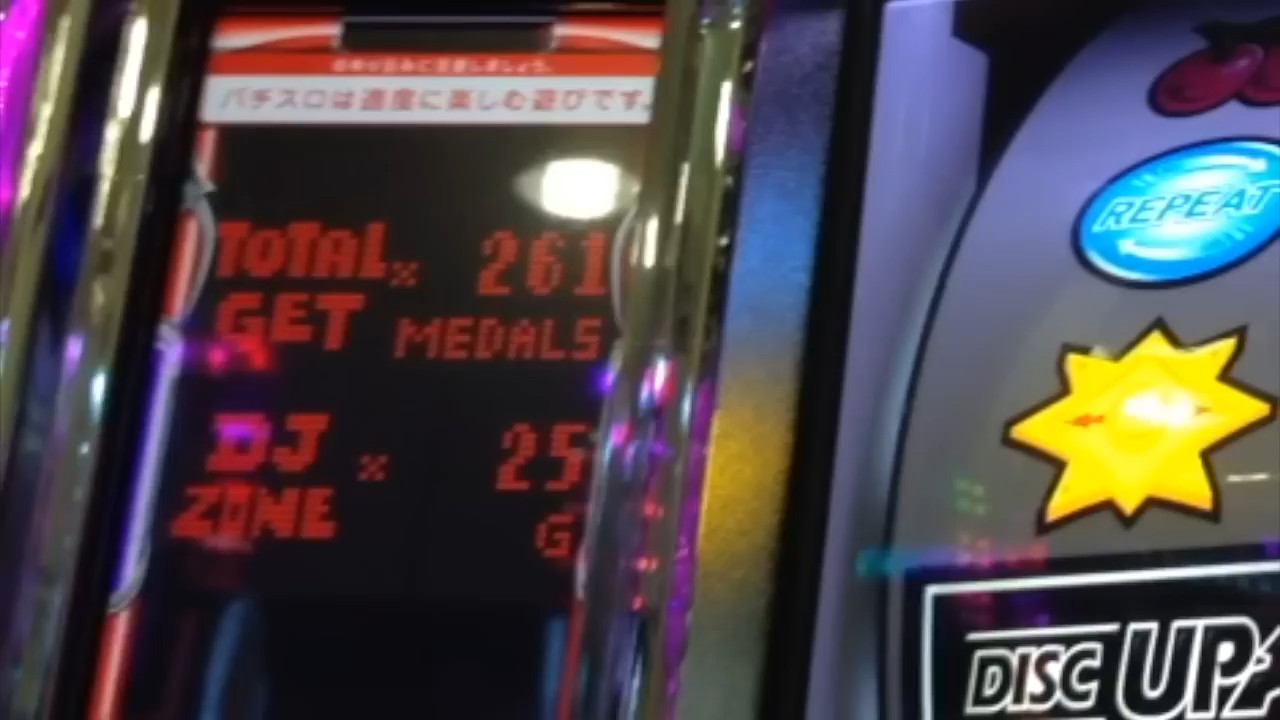 パチスロは適度に楽しむ遊びです。
TOTAL × 261
GET MEDALS
DJ × 25
ZONE G
REPEAT
DISC UP